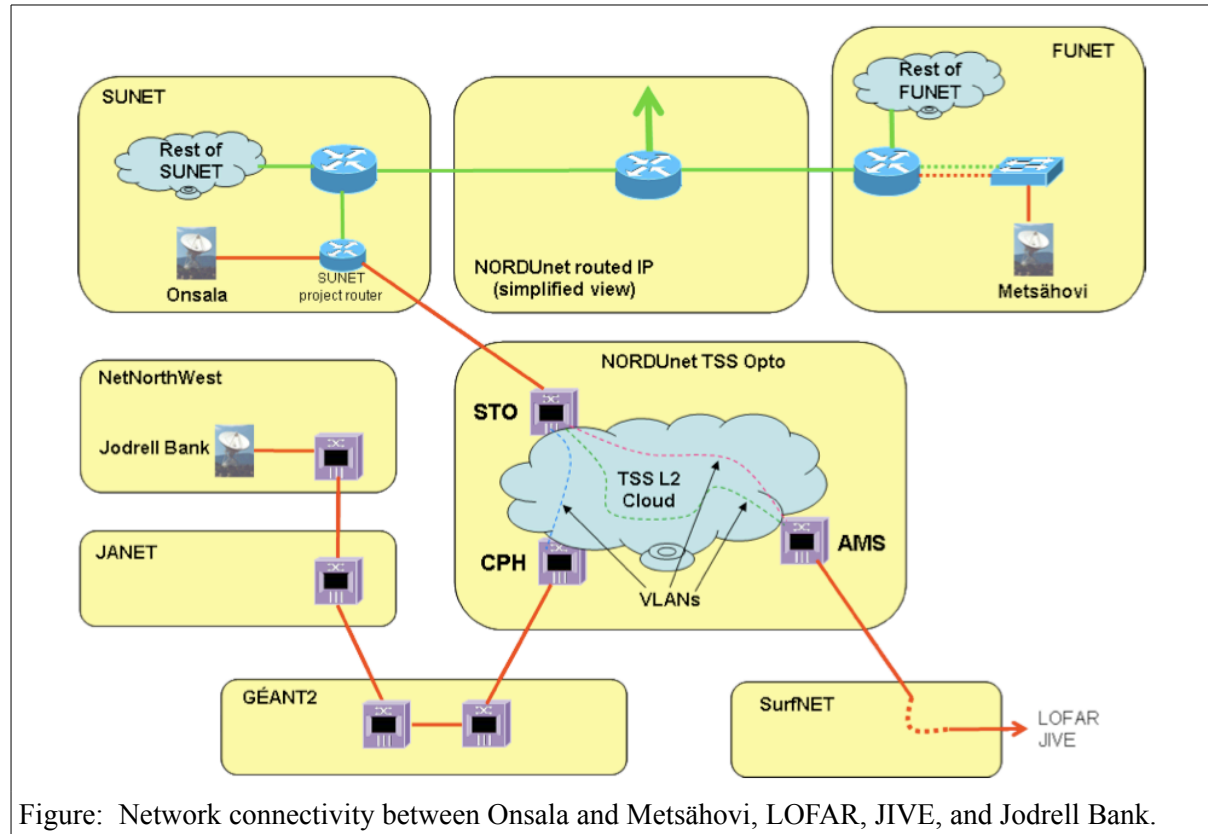 SUNET
Rest of
SUNET
Onsala
SUNET
project router
NORDUnet routed IP
(simplified view)
FUNET
Rest of
FUNET
Metsähovi
NetNorthWest
Jodrell Bank
JANET
GÉANT2
NORDUnet TSS Opto
STO
TSS L2
Cloud
CPH
AMS
VLANs
SurfNET
LOFAR
JIVE
Figure: Network connectivity between Onsala and Metsähovi, LOFAR, JIVE, and Jodrell Bank.